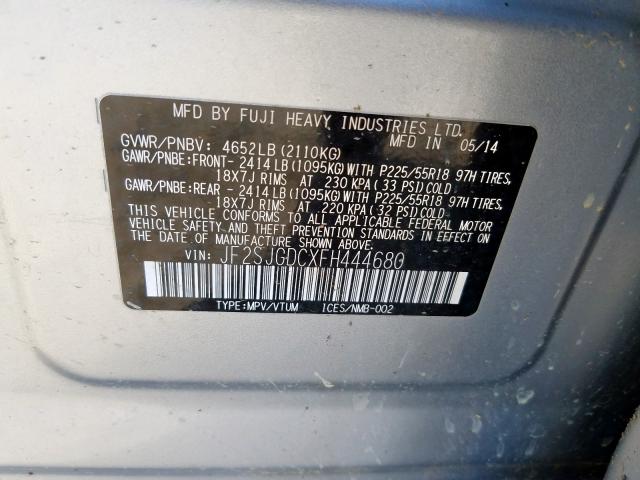 MFD BY FUJI HEAVY INDUSTRIES LTD.
GVWR/PNBV: 4652LB(2110KG) MFD IN 05/14
GAWR/PNBE:FRONT- 2414 LB(1095KG)WITH P225/55R18 97H TIRES,
18X7J RIMS AT 230 KPA(33 PSI)COLD
GAWR/PNBE:REAR - 2414 LB(1095KG)WITH P225/55R18 97H TIRES,
18X7J RIMS AT 220 KPA(32 PSI)COLD
THIS VEHICLE CONFORMS TO ALL APPLICABLE FEDERAL MOTOR
VEHICLE SAFETY AND THEFT PREVENTION STANDARDS IN EFFECT
ON THE DATE OF MANUFACTURE SHOWN ABOVE.
VIN: JF2SJGDCXFH444680
TYPE:MPV/VTUM ICES/NMB-002